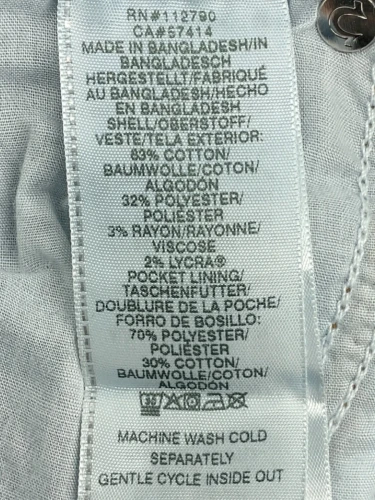 RN#112790
CA#57414
MADE IN BANGLADESH/IN
BANGLADESCH
HERGESTELLT/FABRIQUÉ
AU BANGLADESH/HECHO
EN BANGLADESH
SHELL/OBERSTOFF/
VESTE/TELA EXTERIOR:
63% COTTON/
BAUMWOLLE/COTON/
ALGODÓN
32% POLYESTER/
POLIÉSTER
3% RAYON/RAYONNE/
VISCOSE
2% LYCRA®
POCKET LINING/
TASCHENFUTTER/
DOUBLURE DE LA POCHE/
FORRO DE BOSILLO:
70% POLYESTER/
POLIÉSTER
30% COTTON/
BAUMWOLLE/COTON/
ALGODÓN
MACHINE WASH COLD
SEPARATELY
GENTLE CYCLE INSIDE OUT